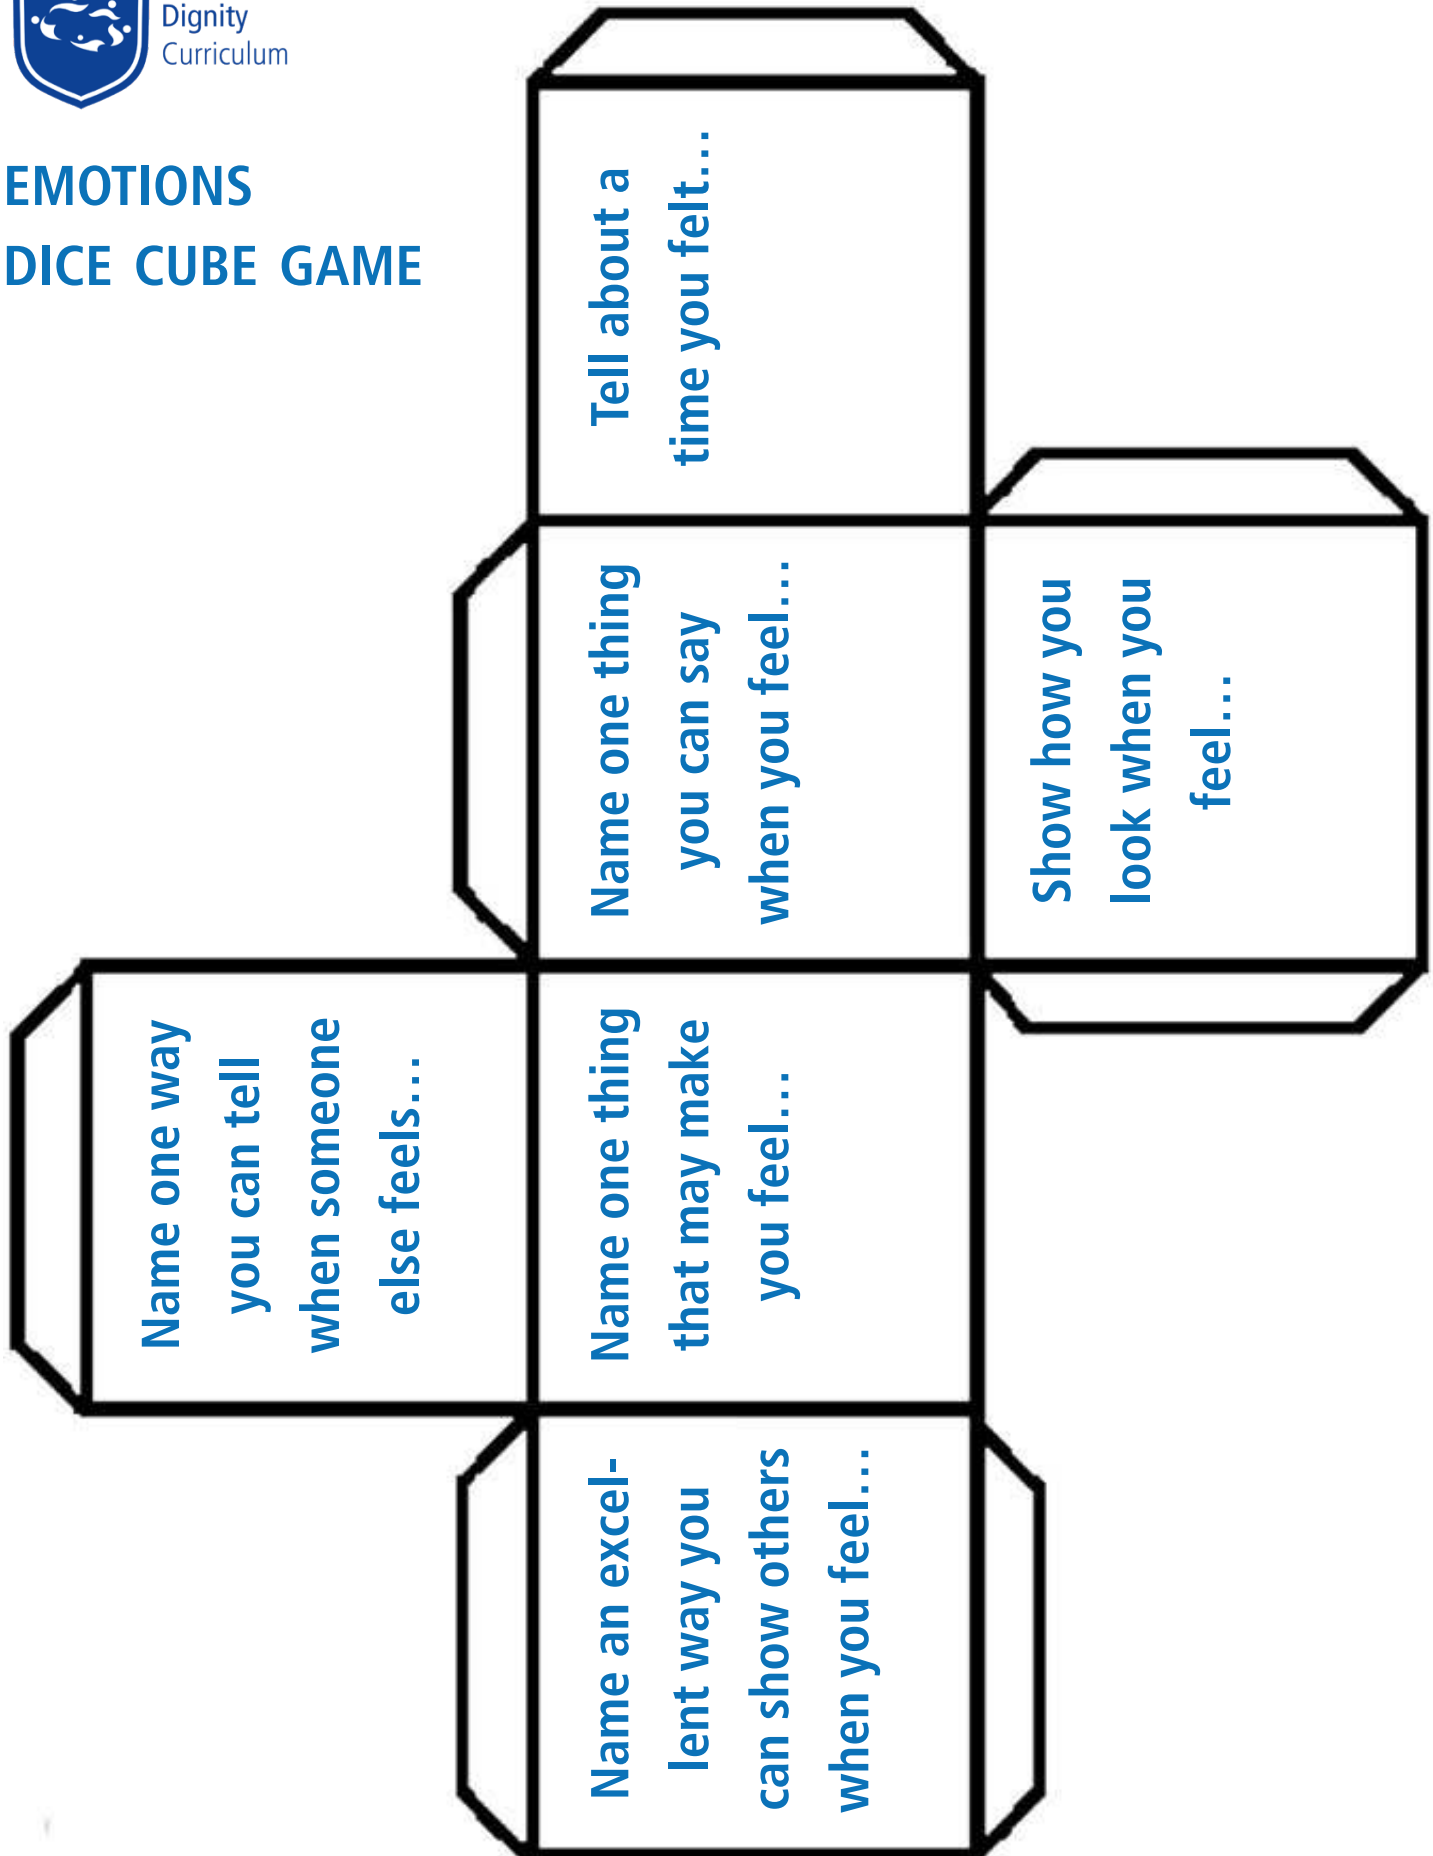 Dignity
Curriculum
EMOTIONS
DICE CUBE GAME
Tell about a
time you felt...
Name one thing
you can say
when you feel...
Show how you
look when you
feel...
Name one way
you can tell
when someone
else feels...
Name one thing
that may make
you feel...
Name an excel-
lent way you
can show others
when you feel...